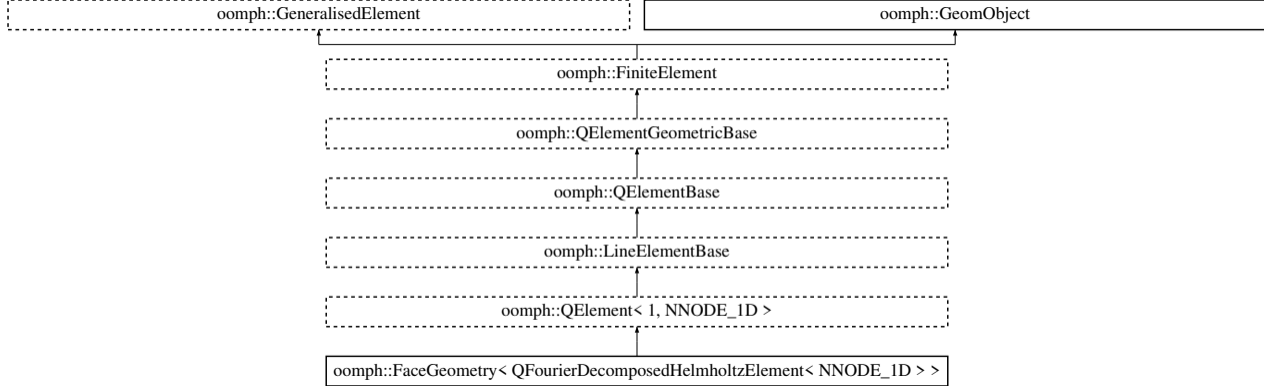 oomph::GeneralisedElement
oomph::GeomObject
oomph::FiniteElement
oomph::QElementGeometricBase
oomph::QElementBase
oomph::LineElementBase
oomph::QElement< 1, NNODE_1D >
oomph::FaceGeometry< QFourierDecomposedHelmholtzElement< NNODE_1D > >